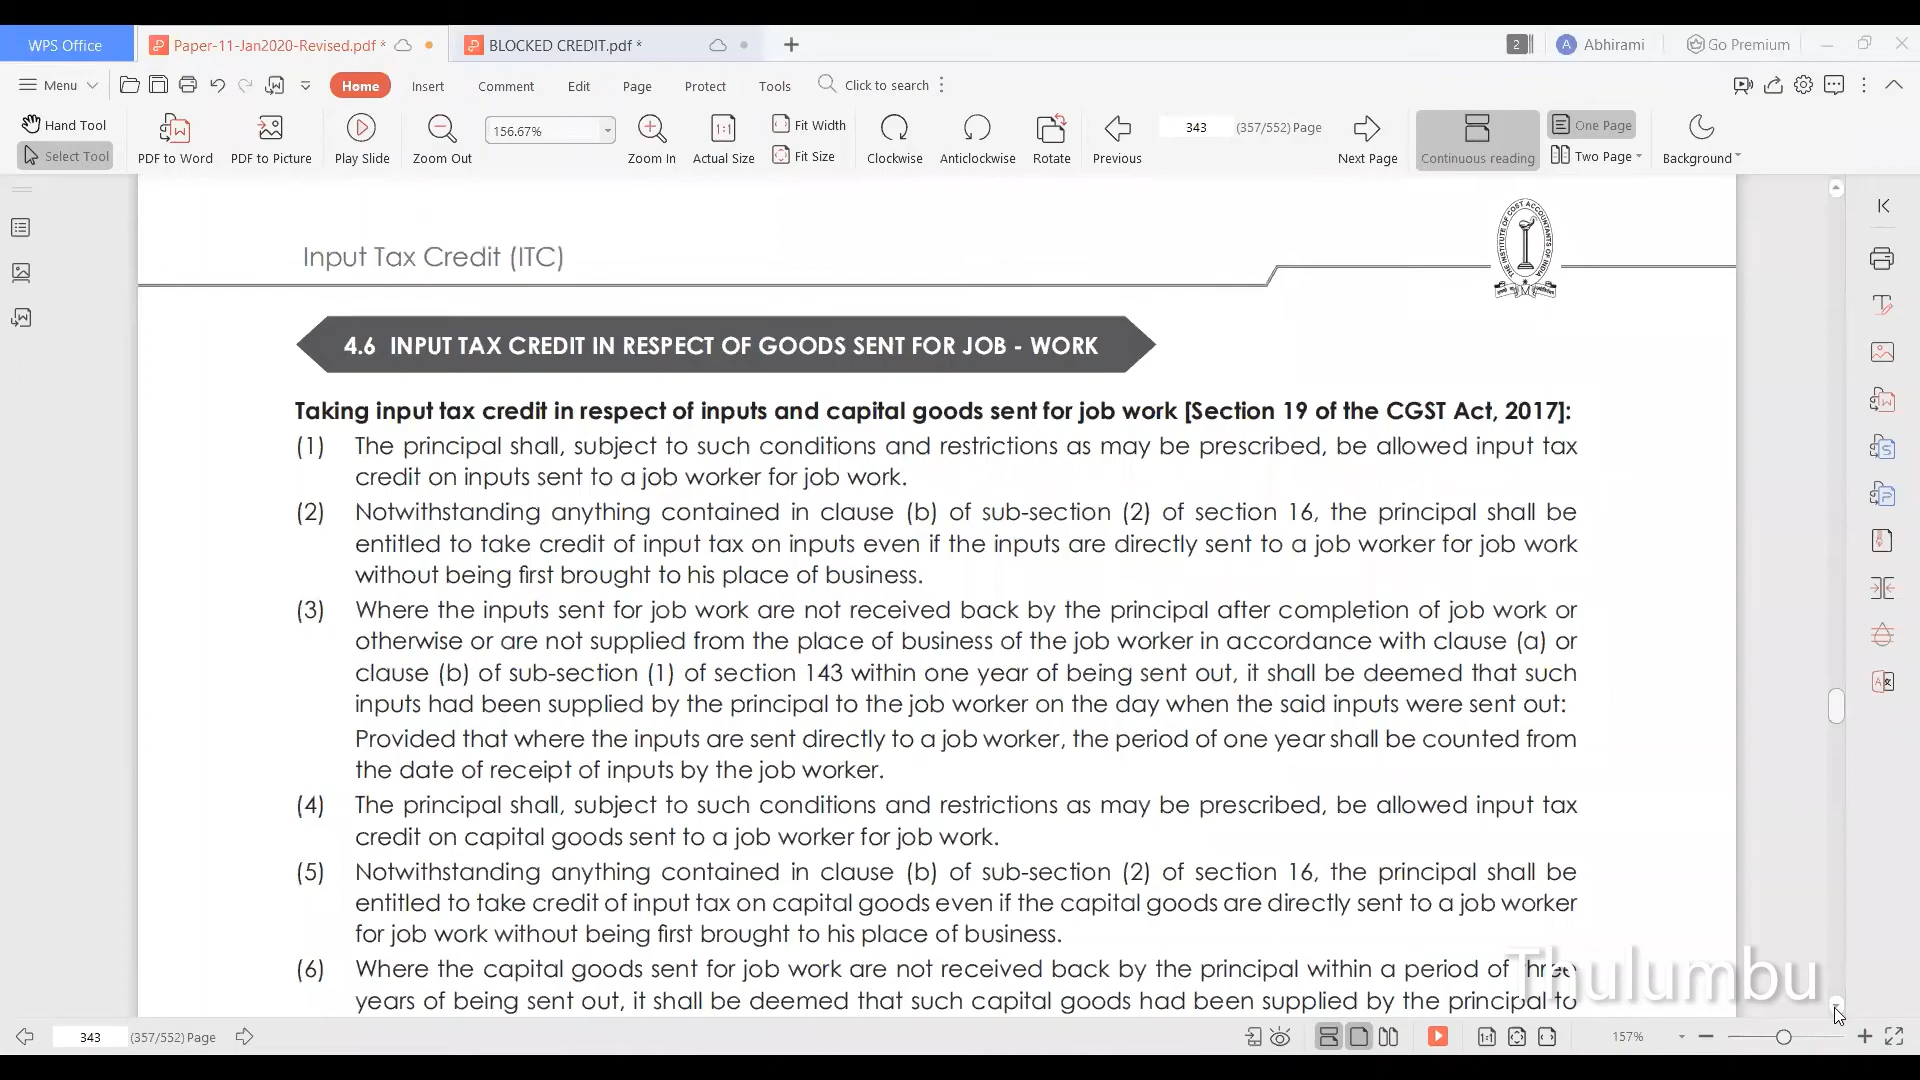 WPS Office
Paper-11-Jan2020-Revised.pdf *
BLOCKED CREDIT.pdf *
2
A
Abhirami
Go Premium
Menu
Home
Insert
Comment
Edit
Page
Protect
Tools
Click to search
Hand Tool
Select Tool
PDF to Word
PDF to Picture
Play Slide
Zoom Out
156.67%
Zoom In
1:1
Actual Size
Fit Width
Fit Size
Clockwise
Anticlockwise
Rotate
Previous
343
(357/552) Page
Next Page
Continuous reading
One Page
Two Page
Background
Input Tax Credit (ITC)
THE INSTITUTE OF COST ACCOUNTANTS OF INDIA
4.6 INPUT TAX CREDIT IN RESPECT OF GOODS SENT FOR JOB - WORK
Taking input tax credit in respect of inputs and capital goods sent for job work [Section 19 of the CGST Act, 2017]:
(1) The principal shall, subject to such conditions and restrictions as may be prescribed, be allowed input tax
credit on inputs sent to a job worker for job work.
(2) Notwithstanding anything contained in clause (b) of sub-section (2) of section 16, the principal shall be
entitled to take credit of input tax on inputs even if the inputs are directly sent to a job worker for job work
without being first brought to his place of business.
(3) Where the inputs sent for job work are not received back by the principal after completion of job work or
otherwise or are not supplied from the place of business of the job worker in accordance with clause (a) or
clause (b) of sub-section (1) of section 143 within one year of being sent out, it shall be deemed that such
inputs had been supplied by the principal to the job worker on the day when the said inputs were sent out:
Provided that where the inputs are sent directly to a job worker, the period of one year shall be counted from
the date of receipt of inputs by the job worker.
(4) The principal shall, subject to such conditions and restrictions as may be prescribed, be allowed input tax
credit on capital goods sent to a job worker for job work.
(5) Notwithstanding anything contained in clause (b) of sub-section (2) of section 16, the principal shall be
entitled to take credit of input tax on capital goods even if the capital goods are directly sent to a job worker
for job work without being first brought to his place of business.
(6) Where the capital goods sent for job work are not received back by the principal within a period of three
years of being sent out, it shall be deemed that such capital goods had been supplied by the principal to
Thulumbu
343
(357/552) Page
157%